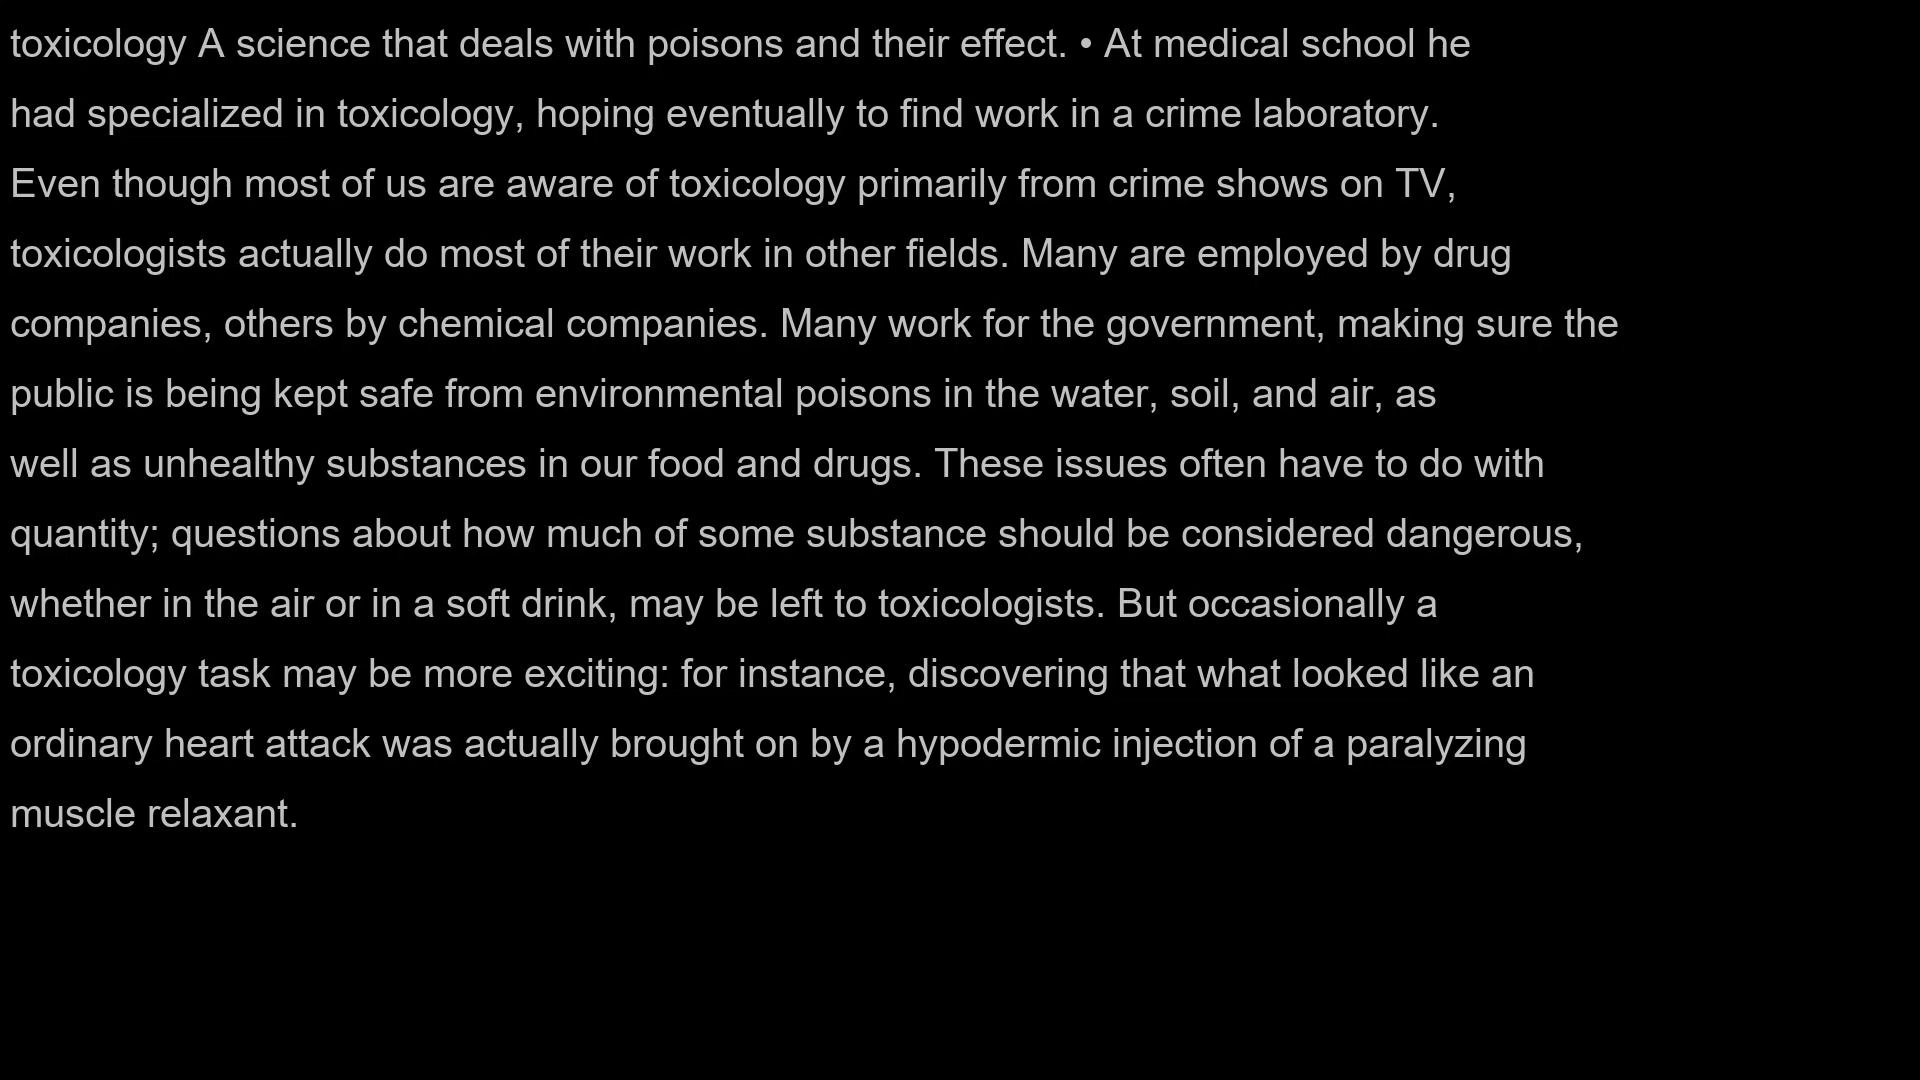 toxicology A science that deals with poisons and their effect. • At medical school he
had specialized in toxicology, hoping eventually to find work in a crime laboratory.
Even though most of us are aware of toxicology primarily from crime shows on TV,
toxicologists actually do most of their work in other fields. Many are employed by drug
companies, others by chemical companies. Many work for the government, making sure the
public is being kept safe from environmental poisons in the water, soil, and air, as
well as unhealthy substances in our food and drugs. These issues often have to do with
quantity; questions about how much of some substance should be considered dangerous,
whether in the air or in a soft drink, may be left to toxicologists. But occasionally a
toxicology task may be more exciting: for instance, discovering that what looked like an
ordinary heart attack was actually brought on by a hypodermic injection of a paralyzing
muscle relaxant.